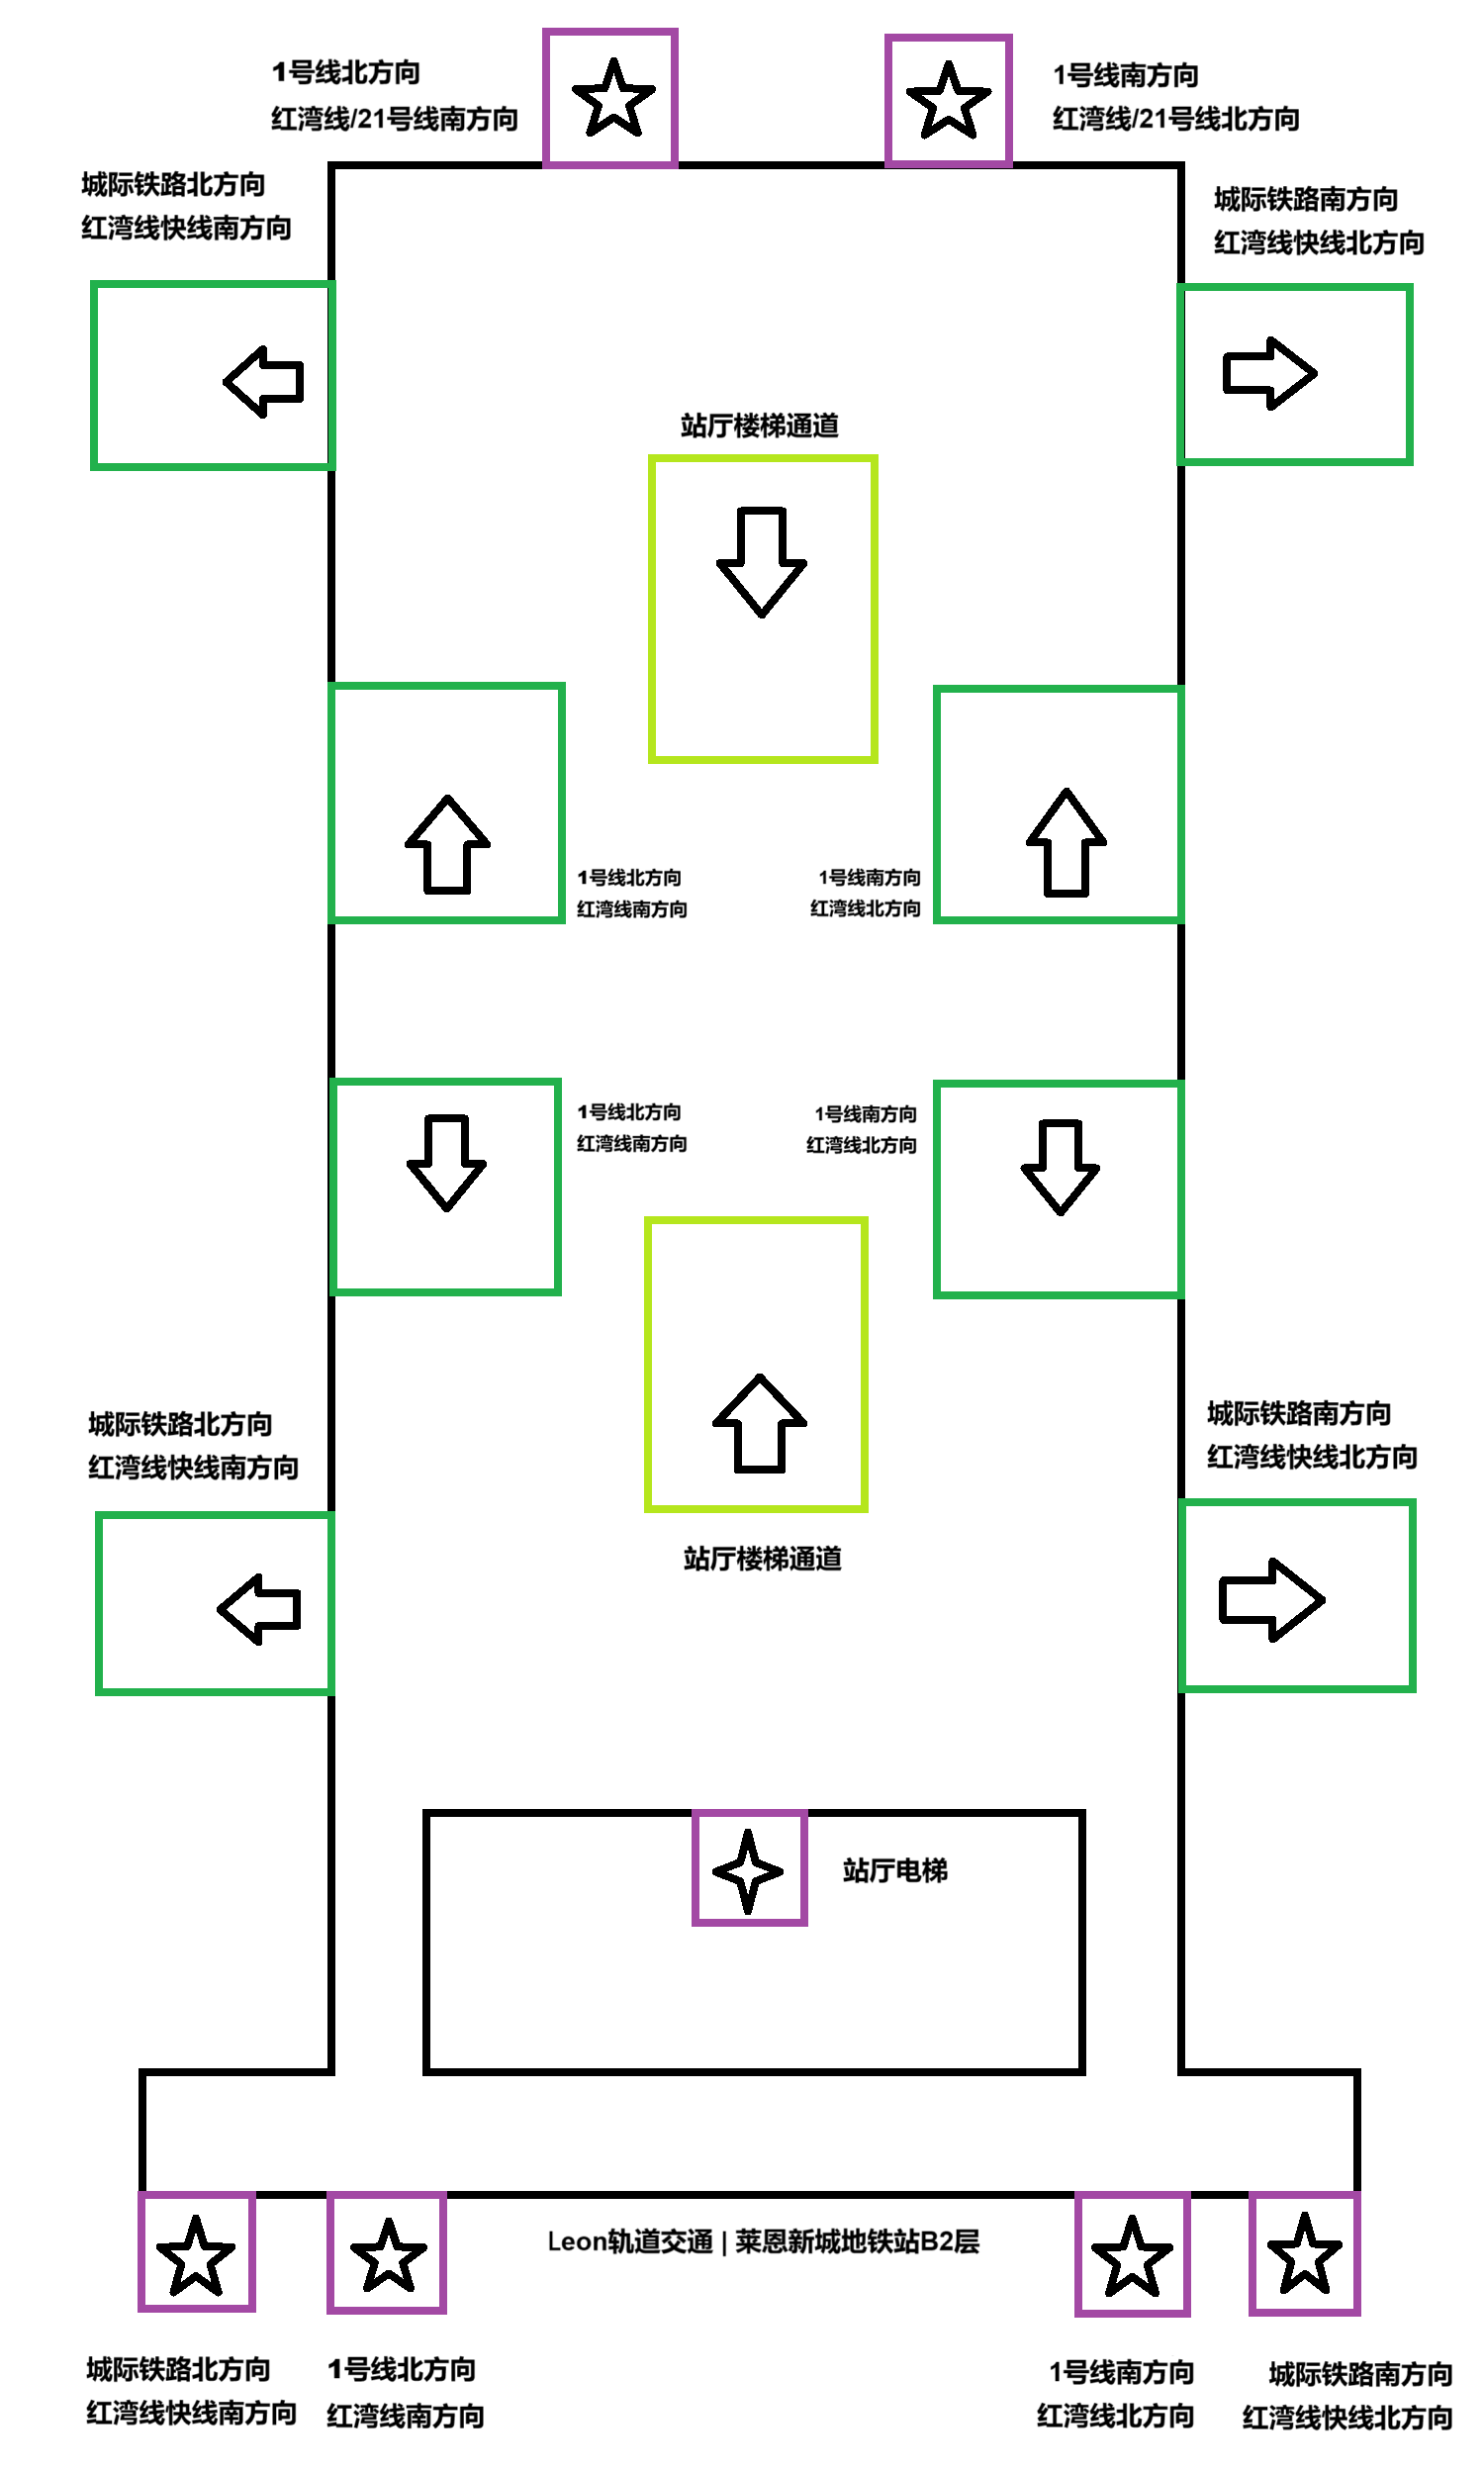 1号线北方向
红湾线/21号线南方向
1号线南方向
红湾线/21号线北方向
城际铁路北方向
红湾线快线南方向
城际铁路南方向
红湾线快线北方向
站厅楼梯通道
1号线北方向
红湾线南方向
1号线南方向
红湾线北方向
1号线北方向
红湾线南方向
1号线南方向
红湾线北方向
城际铁路北方向
红湾线快线南方向
城际铁路南方向
红湾线快线北方向
站厅楼梯通道
站厅电梯
Leon轨道交通 | 莱恩新城地铁站B2层
城际铁路北方向
红湾线快线南方向
1号线北方向
红湾线南方向
1号线南方向
红湾线北方向
城际铁路南方向
红湾线快线北方向